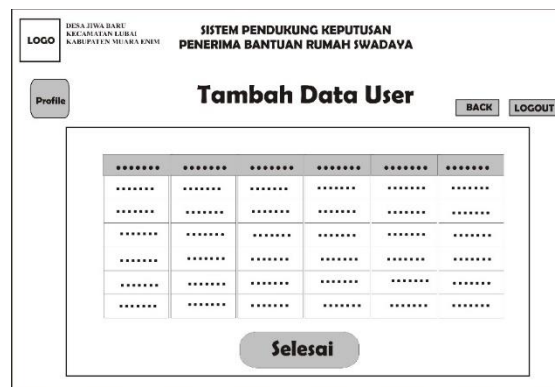 LOGO
DESA JIWA BARU
KECAMATAN LUBAI
KABUPATEN MUARA ENIM
SISTEM PENDUKUNG KEPUTUSAN
PENERIMA BANTUAN RUMAH SWADAYA
Profile
Tambah Data User
BACK
LOGOUT
....... ....... ....... ....... ....... .......
....... ....... ....... ....... ....... .......
....... ....... ....... ....... ....... .......
....... ....... ....... ....... ....... .......
....... ....... ....... ....... ....... .......
....... ....... ....... ....... ....... .......
....... ....... ....... ....... ....... .......
Selesai